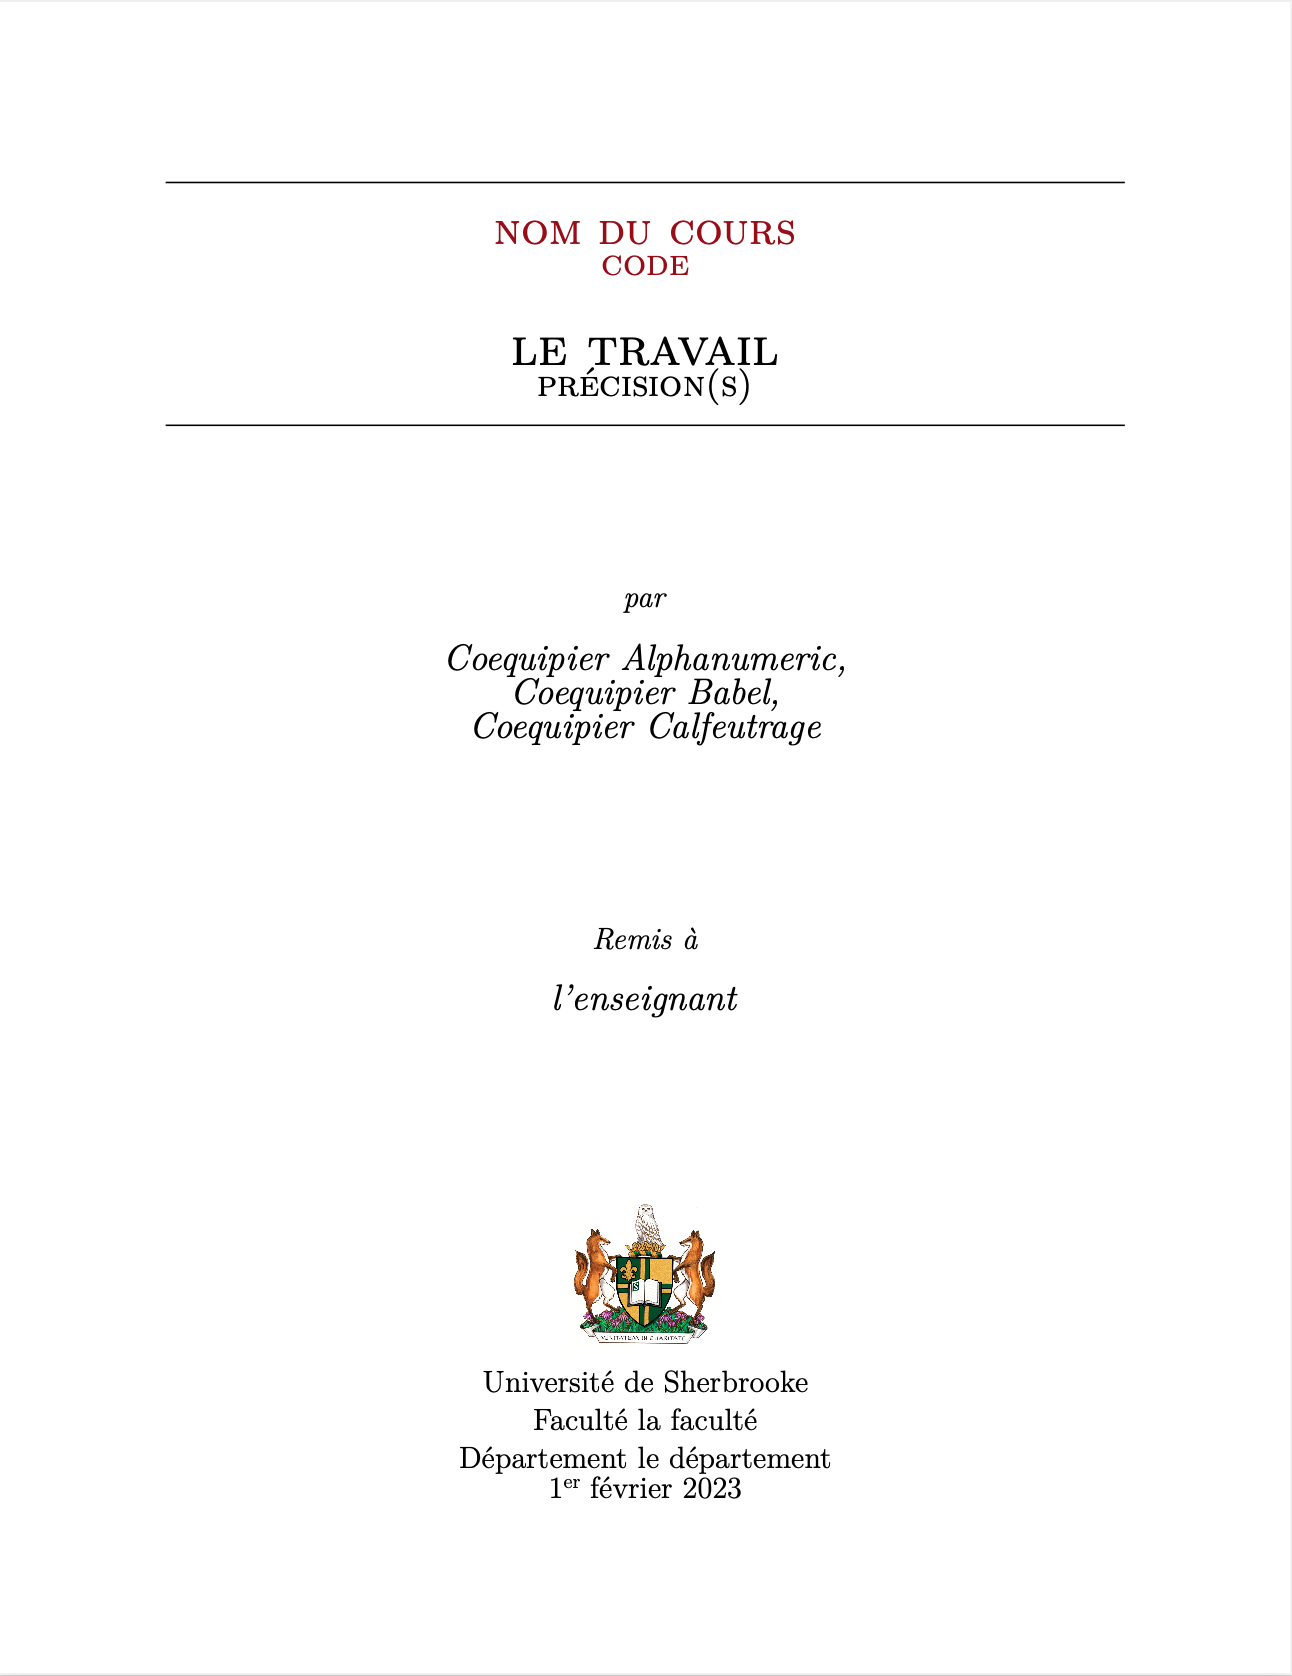 NOM DU COURS
CODE
LE TRAVAIL
PRÉCISION(S)
par
Coequipier Alphanumeric,
Coequipier Babel,
Coequipier Calfeutrage
Remis à
l'enseignant
Université de Sherbrooke
Faculté la faculté
Département le département
1er février 2023